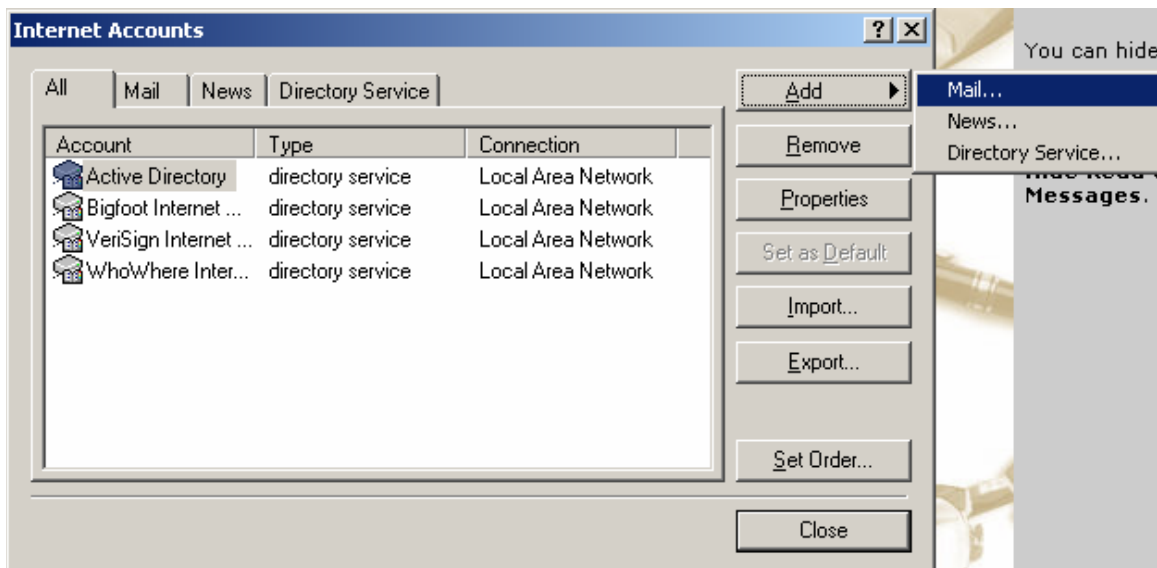 Internet Accounts
You can hide
All Mail News Directory Service
Add
Mail...
News...
Directory Service...
Account Type Connection
Remove
Active Directory directory service Local Area Network
Messages.
Bigfoot Internet ... directory service Local Area Network
Properties
VeriSign Internet ... directory service Local Area Network
Set as Default
WhoWhere Inter... directory service Local Area Network
Import...
Export...
Set Order...
Close